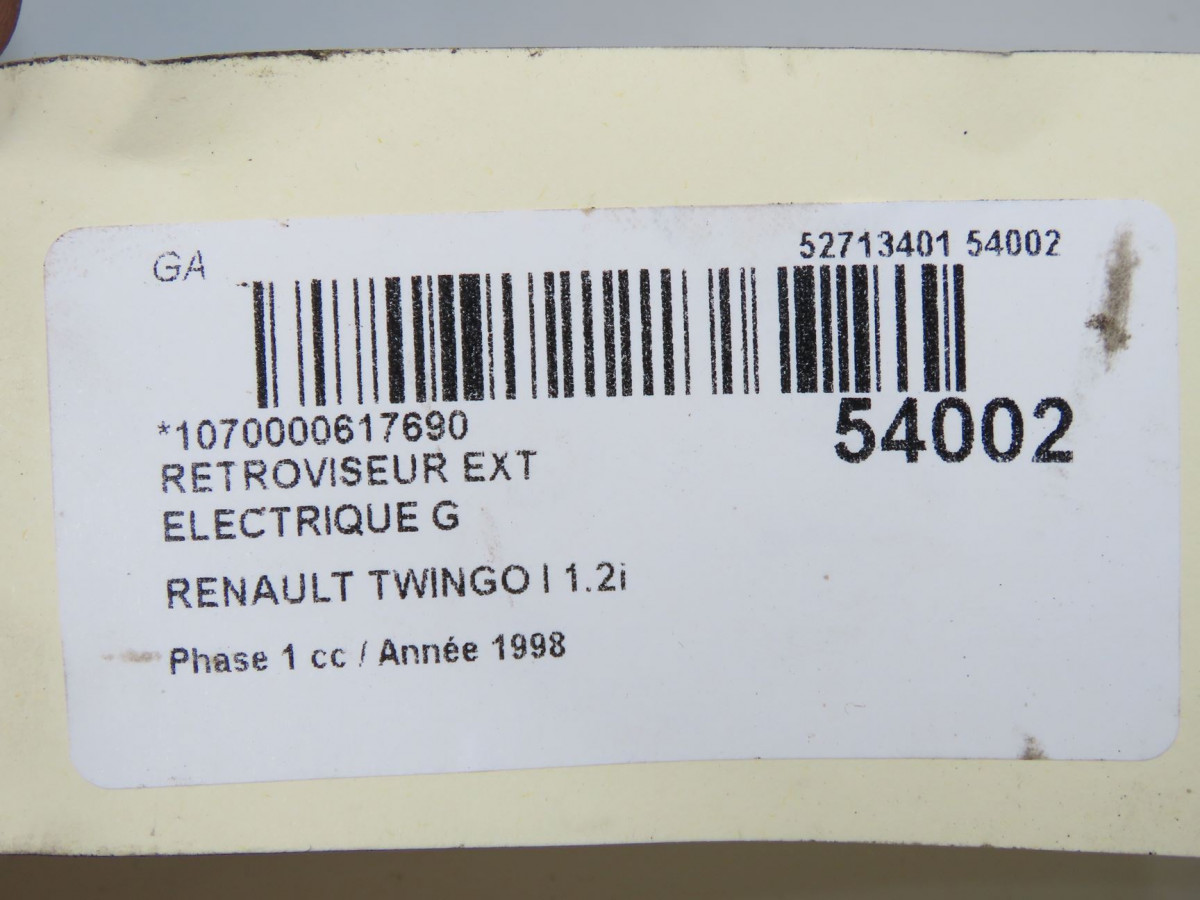 GA
52713401 54002
*1070000617690
54002
RETROVISEUR EXT
ELECTRIQUE G
RENAULT TWINGO I 1.2i
Phase 1 cc / Année 1998